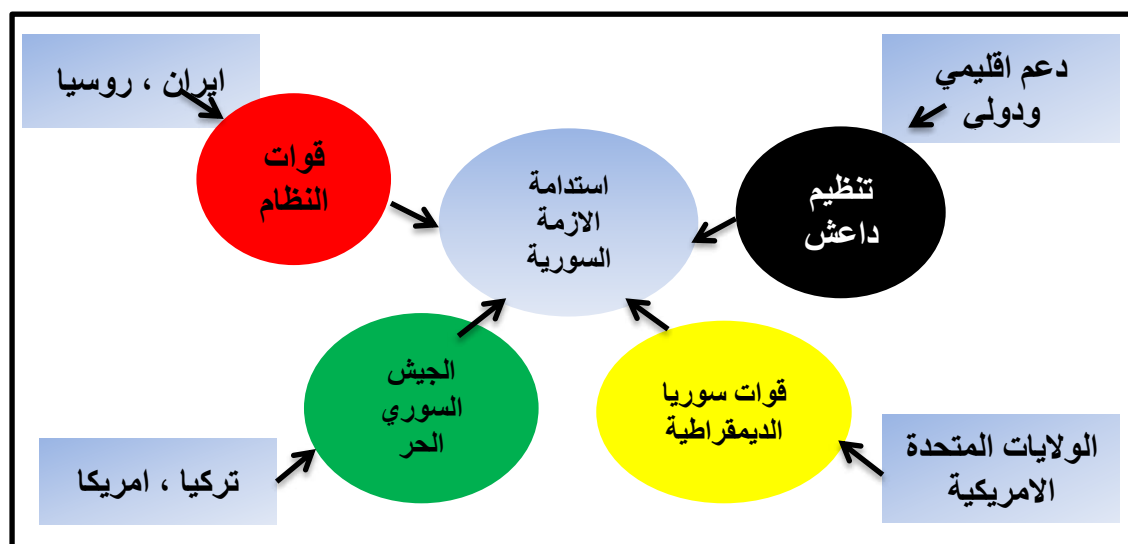 دعم اقليمي
ودولى
ايران ، روسيا
تنظيم
داعش
استدامة
الازمة
السورية
قوات
النظام
قوات سوريا
الديمقراطية
الجيش
السوري
الحر
الولايات المتحدة
الامريكية
تركيا ، امريكا